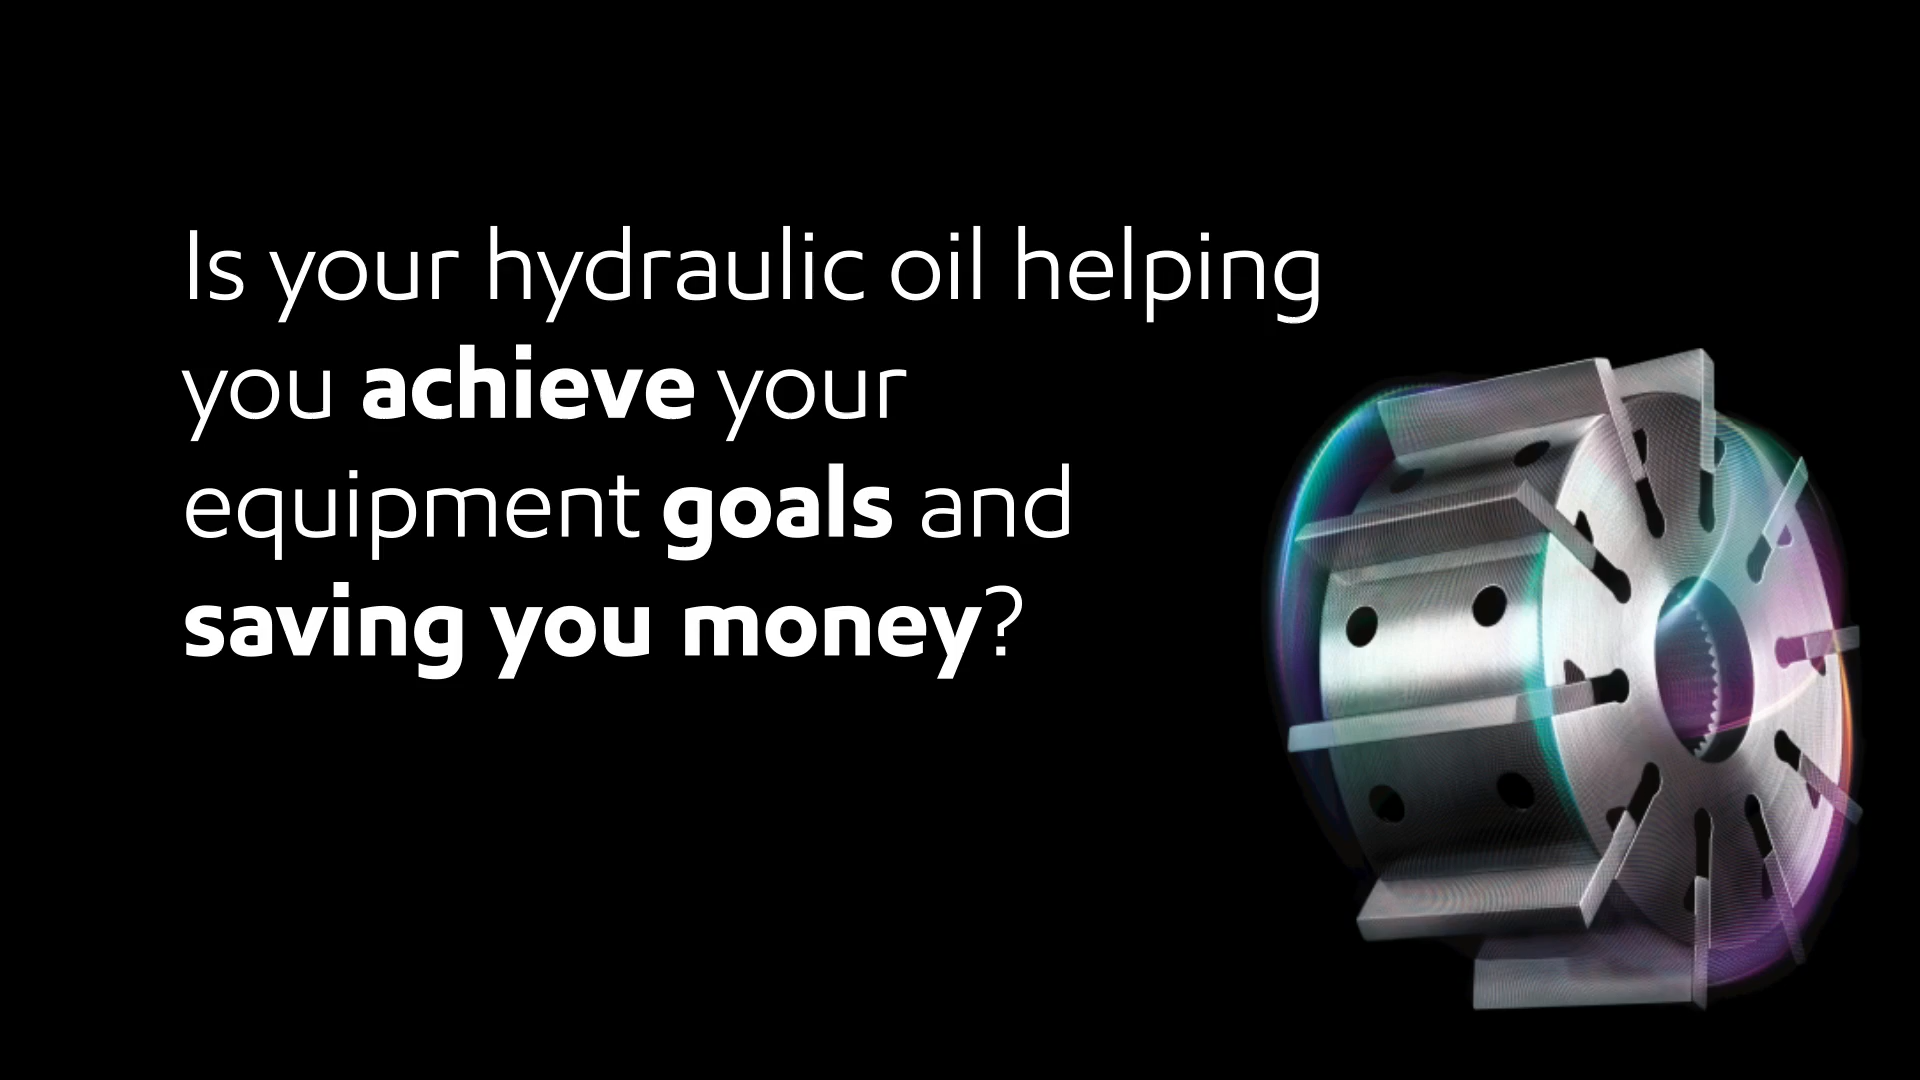 Is your hydraulic oil helping
you achieve your
equipment goals and
saving you money?